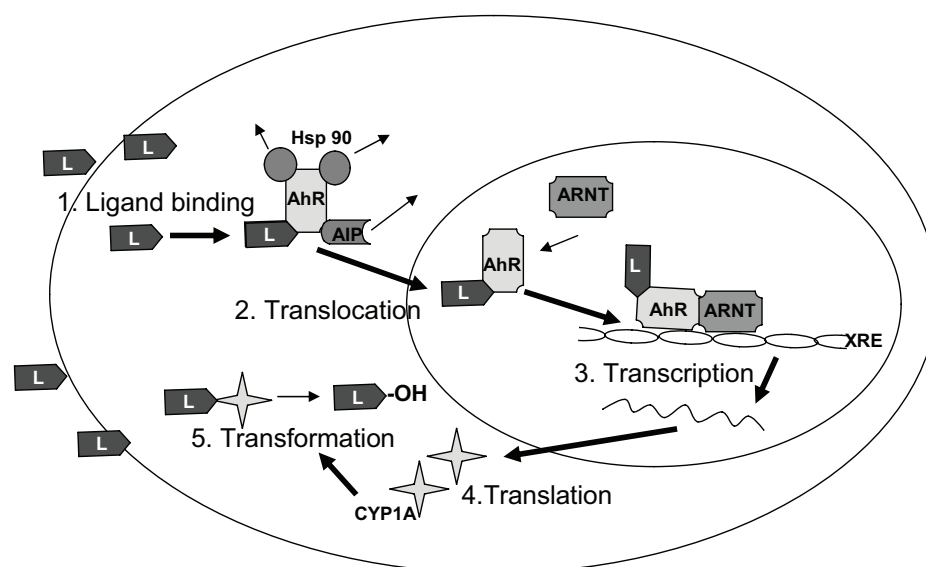 L
L
Hsp 90
1. Ligand binding
AhR
L
L
AIP
ARNT
AhR
L
L
2. Translocation
AhR
ARNT
XRE
3. Transcription
L
L
L
-OH
5. Transformation
L
4.Translation
CYP1A